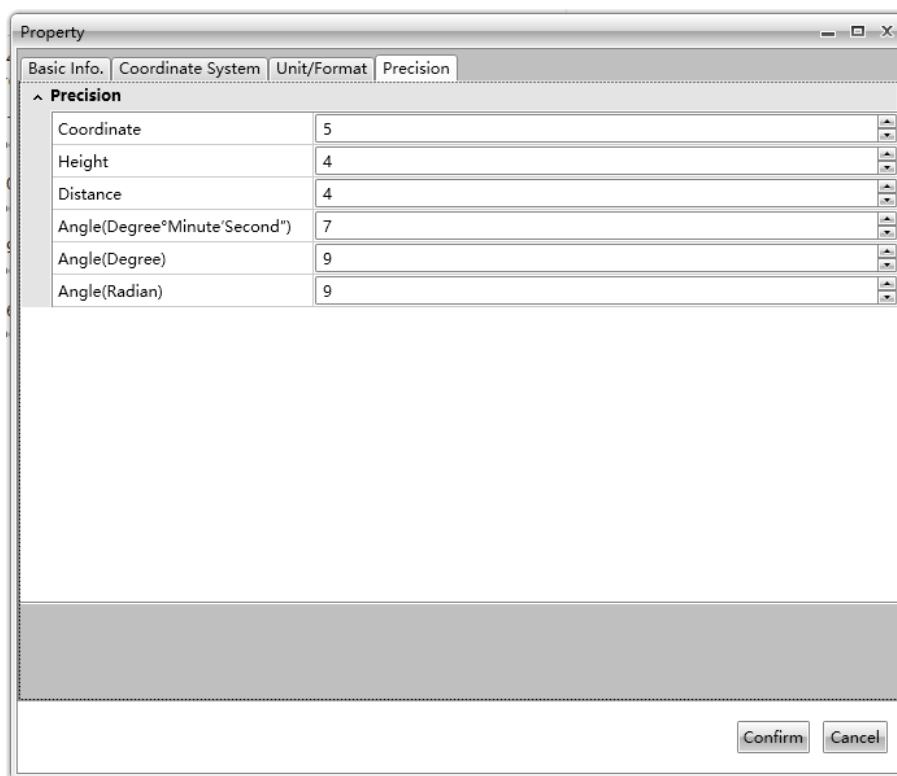 Property
Basic Info. Coordinate System Unit/Format Precision
Precision
Coordinate 5
Height 4
Distance 4
Angle(Degree°Minute′Second″) 7
Angle(Degree) 9
Angle(Radian) 9
Confirm Cancel